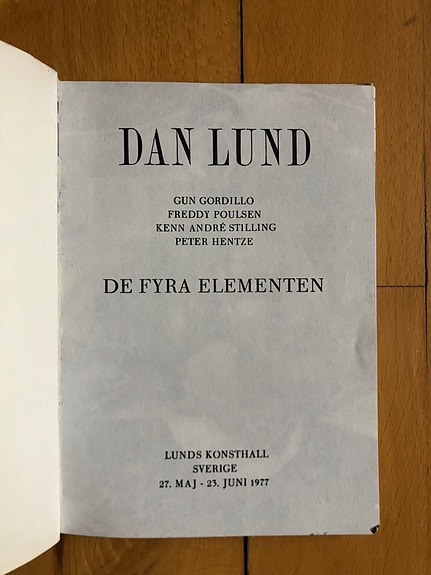 DAN LUND
GUN GORDILLO
FREDDY POULSEN
KENN ANDRÉ STILLING
PETER HENTZE
DE FYRA ELEMENTEN
LUNDS KONSTHALL
SVERIGE
27. MAJ - 23. JUNI 1977